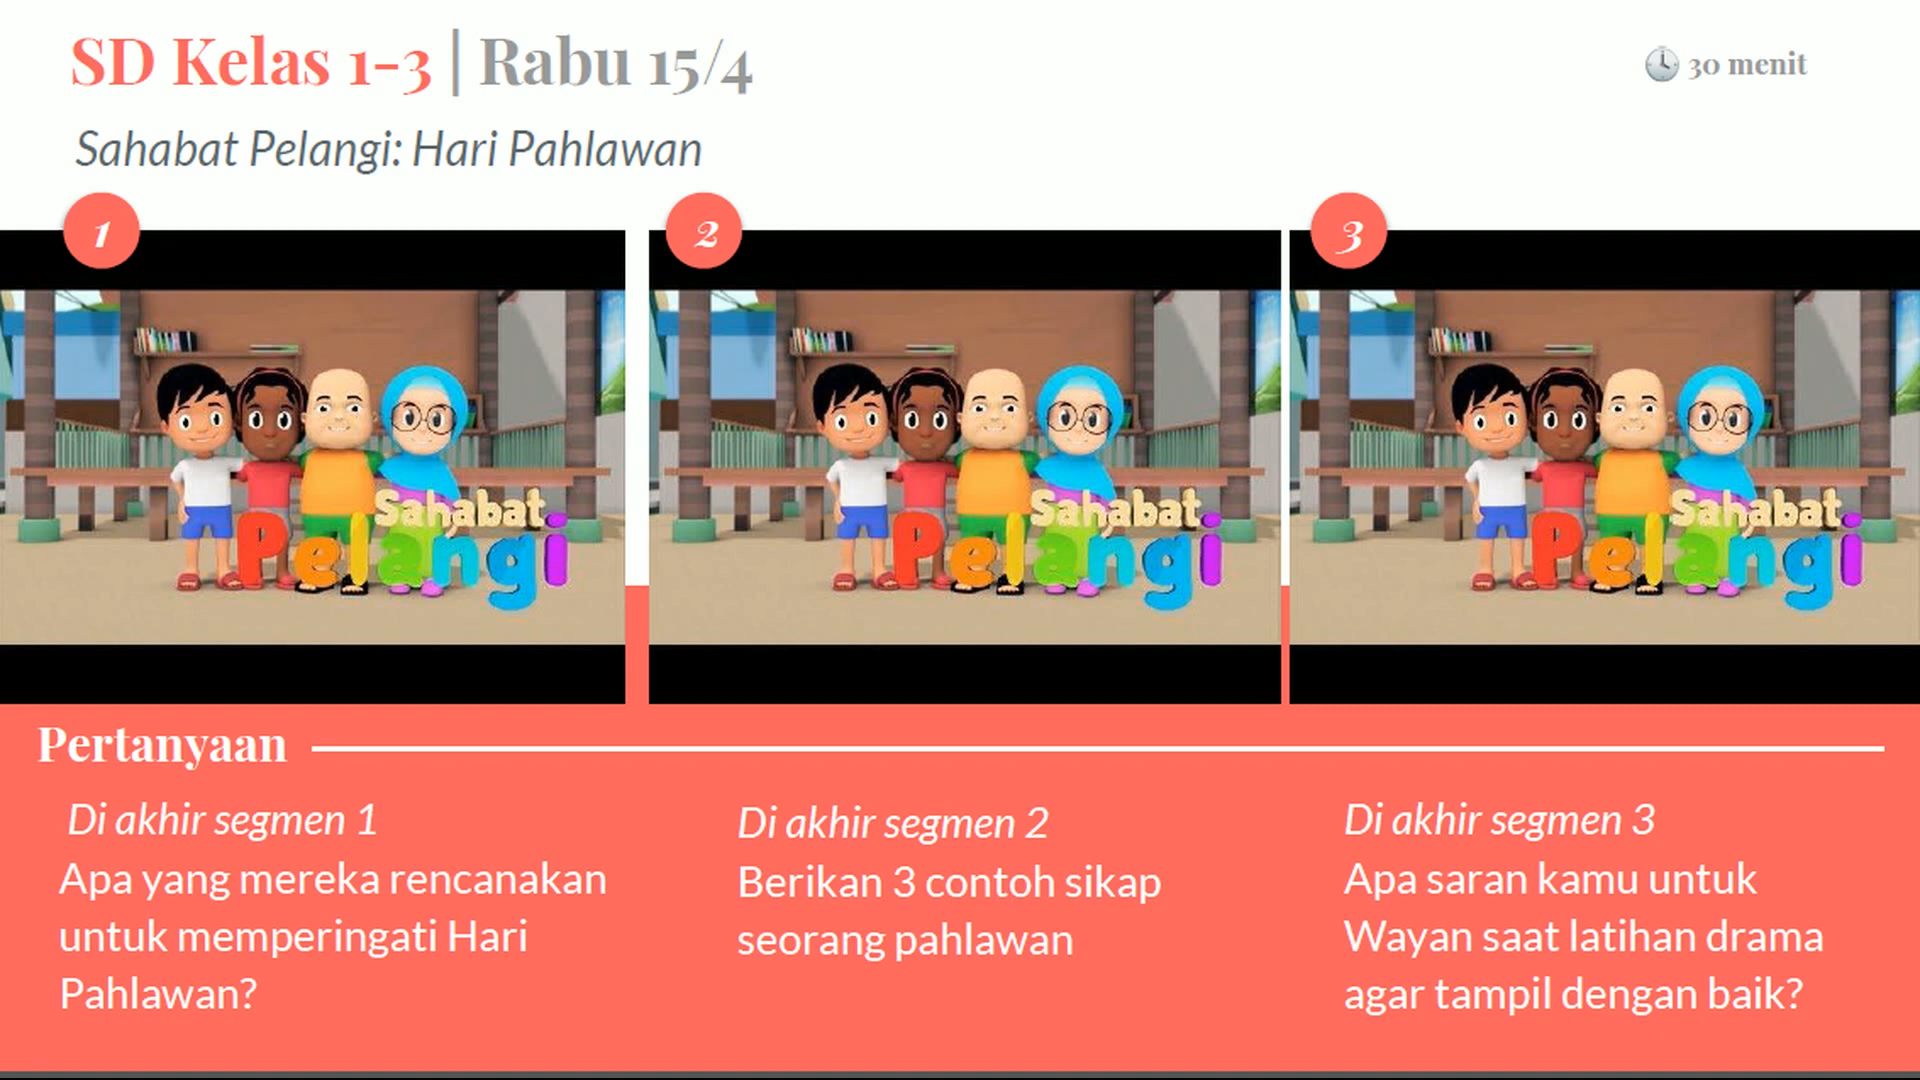 SD Kelas 1-3 | Rabu 15/4
30 menit
Sahabat Pelangi: Hari Pahlawan
1
2
3
Sahabat
Pelangi
Sahabat
Pelangi
Sahabat
Pelangi
Pertanyaan
Di akhir segmen 1
Apa yang mereka rencanakan
untuk memperingati Hari
Pahlawan?
Di akhir segmen 2
Berikan 3 contoh sikap
seorang pahlawan
Di akhir segmen 3
Apa saran kamu untuk
Wayan saat latihan drama
agar tampil dengan baik?